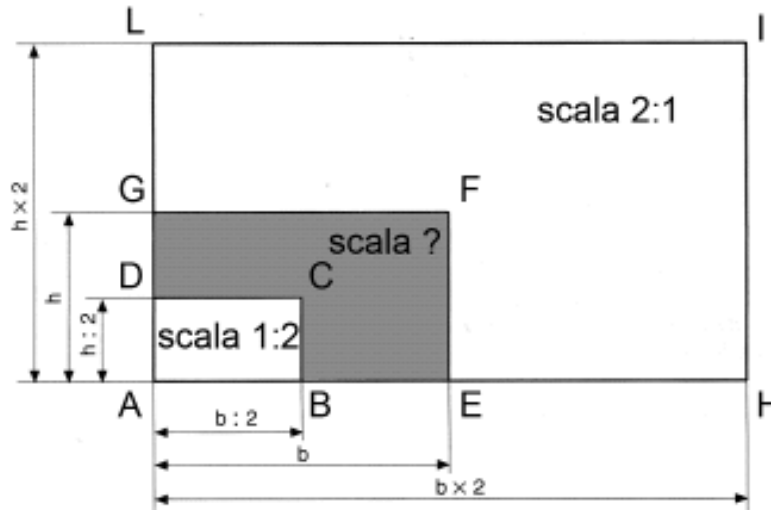 L I
scala 2:1
h × 2
G F
scala ?
h
D C
h : 2
scala 1:2
A B E H
b : 2
b
b × 2